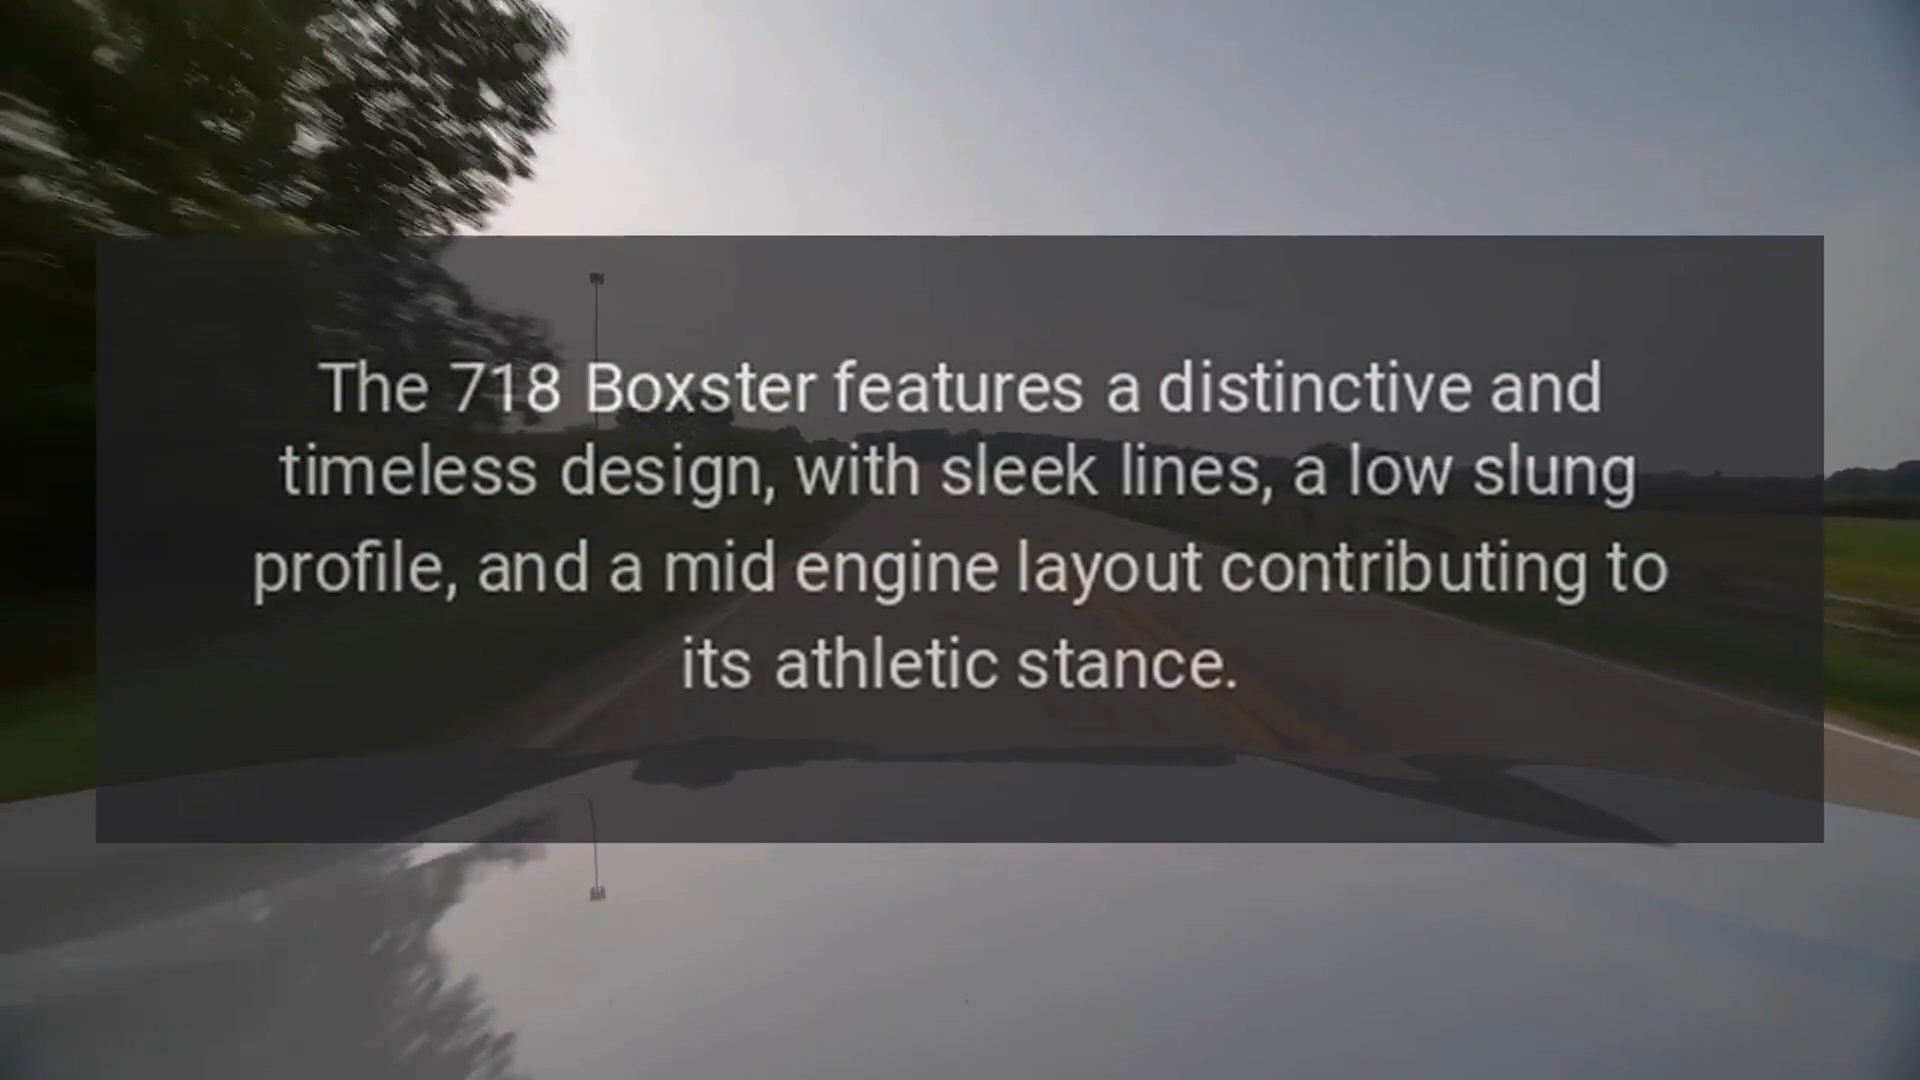 The 718 Boxster features a distinctive and
timeless design, with sleek lines, a low slung
profile, and a mid engine layout contributing to
its athletic stance.